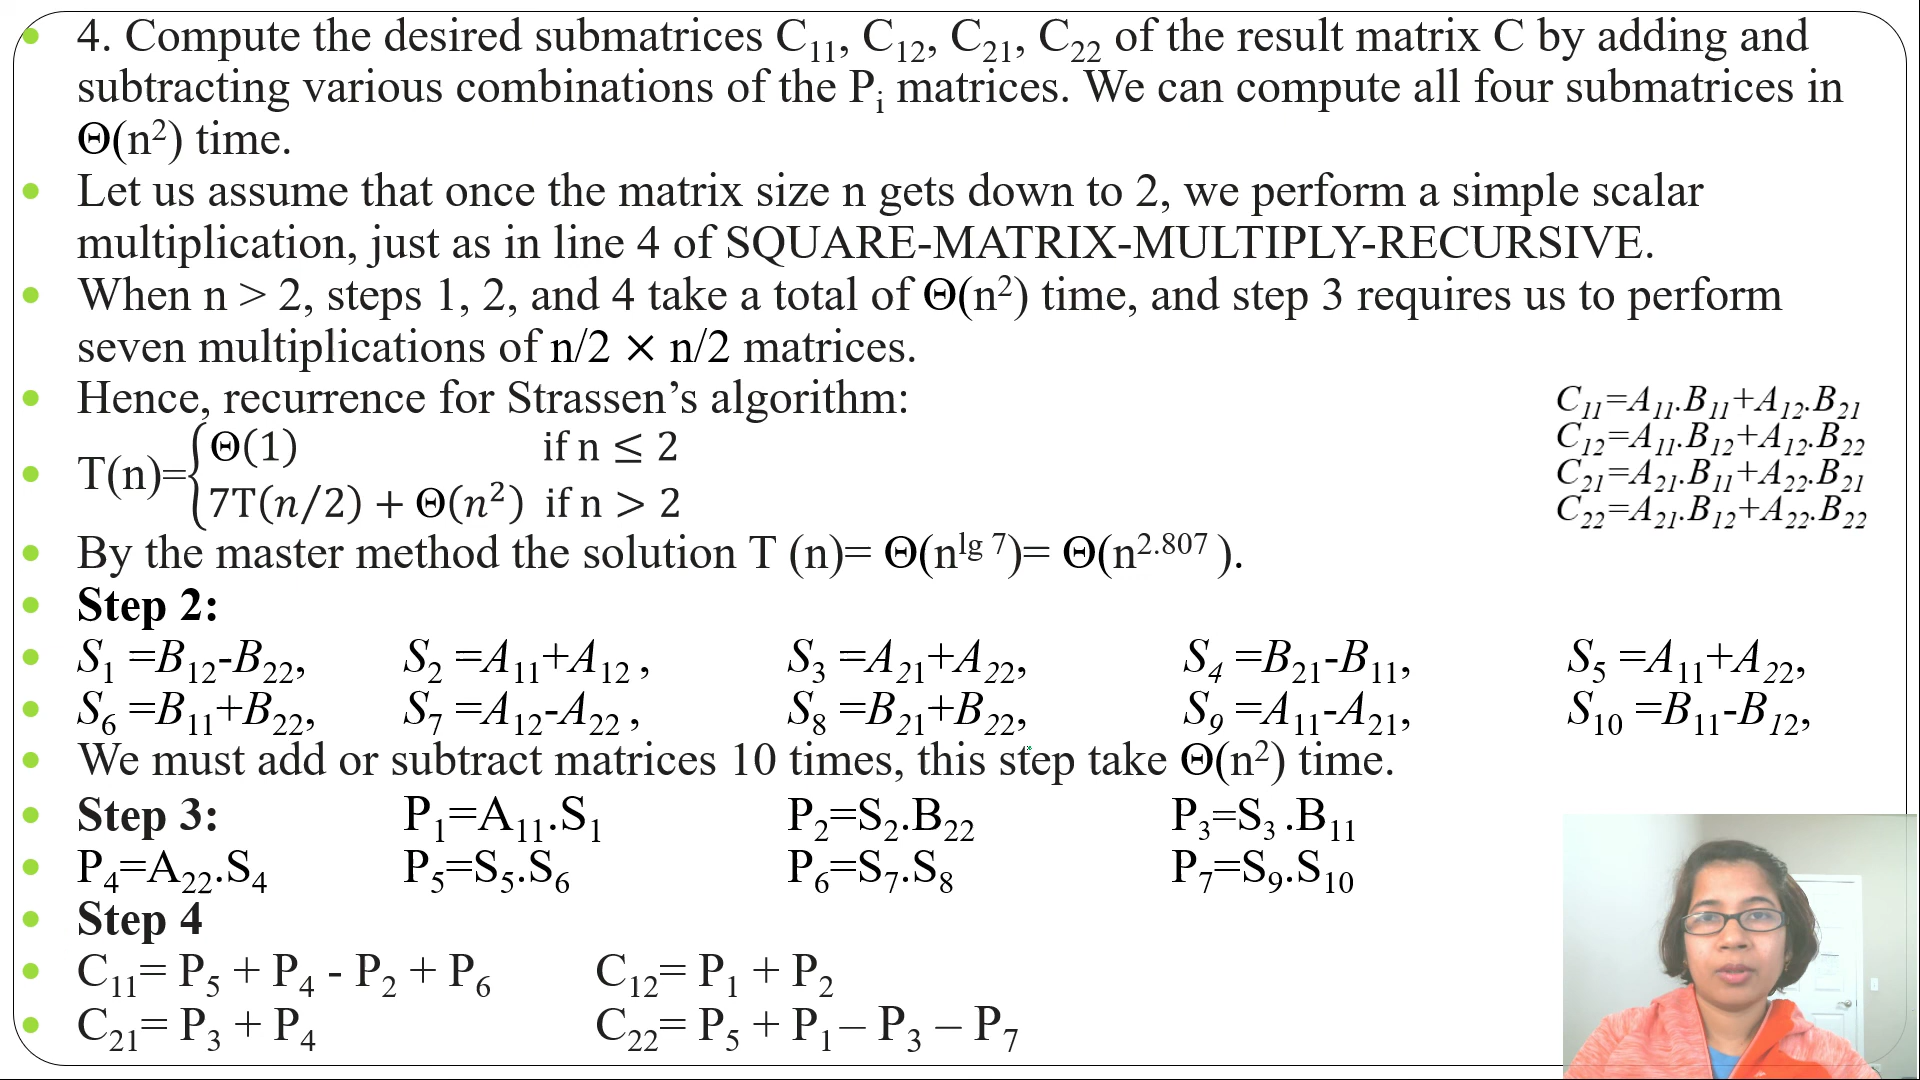 4. Compute the desired submatrices C₁₁, C₁₂, C₂₁, C₂₂ of the result matrix C by adding and
subtracting various combinations of the Pᵢ matrices. We can compute all four submatrices in
Θ(n²) time.
Let us assume that once the matrix size n gets down to 2, we perform a simple scalar
multiplication, just as in line 4 of SQUARE-MATRIX-MULTIPLY-RECURSIVE.
When n > 2, steps 1, 2, and 4 take a total of Θ(n²) time, and step 3 requires us to perform
seven multiplications of n/2 × n/2 matrices.
Hence, recurrence for Strassen’s algorithm:
C₁₁=A₁₁.B₁₁+A₁₂.B₂₁
C₁₂=A₁₁.B₁₂+A₁₂.B₂₂
C₂₁=A₂₁.B₁₁+A₂₂.B₂₁
C₂₂=A₂₁.B₁₂+A₂₂.B₂₂
T(n)={Θ(1) if n ≤ 2
7T(n/2) + Θ(n²) if n > 2
By the master method the solution T (n)= Θ(n^lg 7)= Θ(n^2.807 ).
Step 2:
S₁ =B₁₂-B₂₂, S₂ =A₁₁+A₁₂ , S₃ =A₂₁+A₂₂, S₄ =B₂₁-B₁₁, S₅ =A₁₁+A₂₂,
S₆ =B₁₁+B₂₂, S₇ =A₁₂-A₂₂ , S₈ =B₂₁+B₂₂, S₉ =A₁₁-A₂₁, S₁₀ =B₁₁-B₁₂,
We must add or subtract matrices 10 times, this step take Θ(n²) time.
Step 3: P₁=A₁₁.S₁ P₂=S₂.B₂₂ P₃=S₃ .B₁₁
P₄=A₂₂.S₄ P₅=S₅.S₆ P₆=S₇.S₈ P₇=S₉.S₁₀
Step 4
C₁₁= P₅ + P₄ - P₂ + P₆ C₁₂= P₁ + P₂
C₂₁= P₃ + P₄ C₂₂= P₅ + P₁– P₃ – P₇